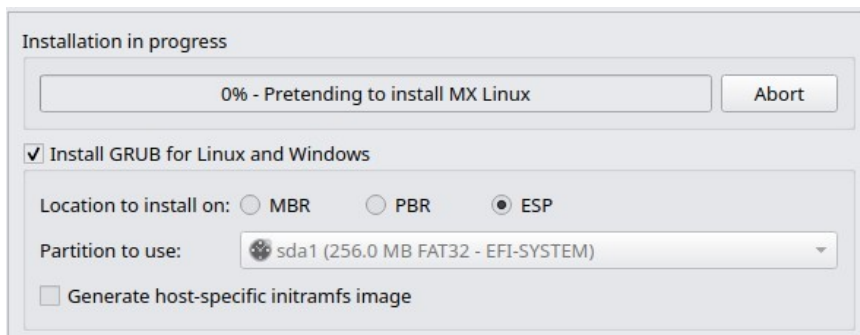 Installation in progress
0% - Pretending to install MX Linux Abort
Install GRUB for Linux and Windows
Location to install on: MBR PBR ESP
Partition to use: sda1 (256.0 MB FAT32 - EFI-SYSTEM)
Generate host-specific initramfs image